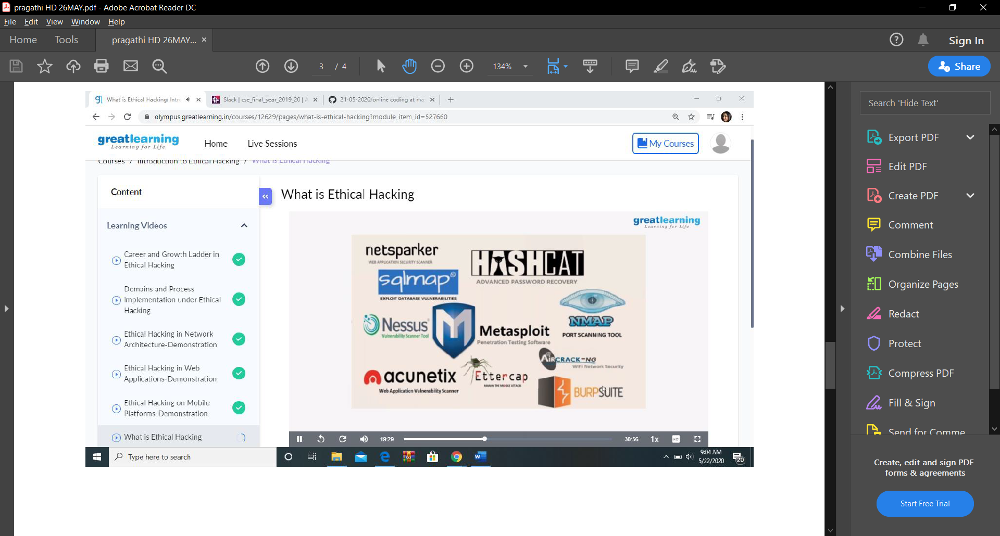 pragathi HD 26MAY.pdf - Adobe Acrobat Reader DC
File Edit View Window Help
Home Tools pragathi HD 26MAY... × Sign In
3 / 4 134% Share
What is Ethical Hacking: Intro Slack | cse_final_year_2019_20 | A 21-05-2020/online coding at ma
olympus.greatlearning.in/courses/12629/pages/what-is-ethical-hacking?module_item_id=527660
greatlearning
Learning for Life
Home Live Sessions My Courses
Courses / Introduction to Ethical Hacking / What is Ethical Hacking
Content
Learning Videos
Career and Growth Ladder in
Ethical Hacking
Domains and Process
Implementation under Ethical
Hacking
Ethical Hacking in Network
Architecture-Demonstration
Ethical Hacking in Web
Applications-Demonstration
Ethical Hacking on Mobile
Platforms-Demonstration
What is Ethical Hacking
What is Ethical Hacking
greatlearning
Learning for Life
netsparker
WEB APPLICATION SECURITY SCANNER
sqlmap®
EXPLOIT DATABASE VULNERABILITIES
HASHCAT
ADVANCED PASSWORD RECOVERY
NMAP
PORT SCANNING TOOL
Nessus®
Vulnerability Scanner Tool
Metasploit
Penetration Testing Software
AIRCRACK-NG
WiFi Network Security
acunetix
Web Application Vulnerability Scanner
Ettercap
MAN IN THE MIDDLE ATTACK
BURPSUITE
19:29 -30:56 1x HD
Type here to search
9:04 AM
5/22/2020
20
Search 'Hide Text'
Export PDF
Edit PDF
Create PDF
Comment
Combine Files
Organize Pages
Redact
Protect
Compress PDF
Fill & Sign
Send for Comme
Create, edit and sign PDF
forms & agreements
Start Free Trial